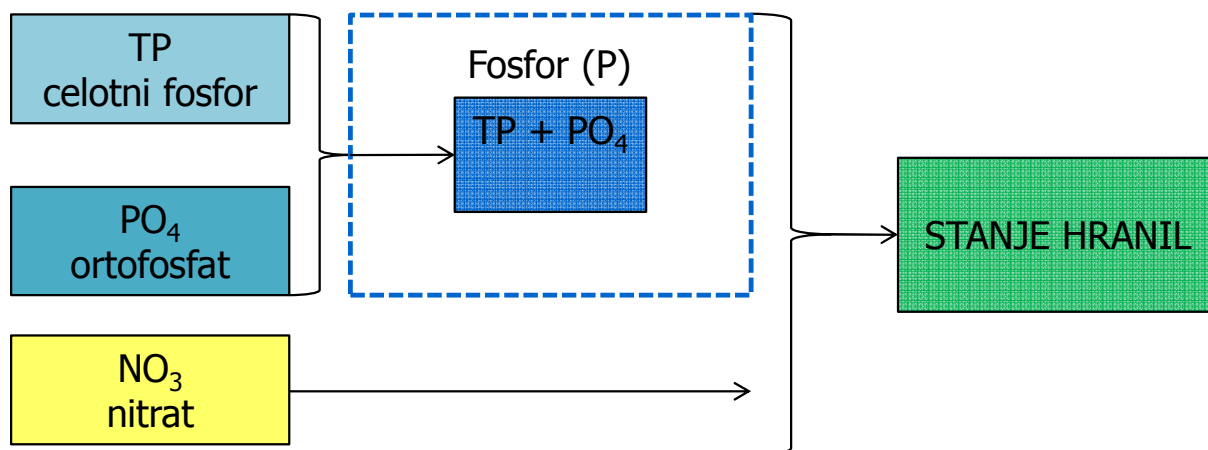 TP
celotni fosfor
PO₄
ortofosfat
NO₃
nitrat
Fosfor (P)
TP + PO₄
STANJE HRANIL